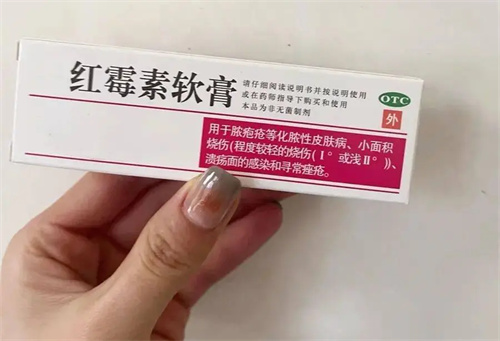 红霉素软膏
请仔细阅读说明书并按说明使用
或在药师指导下购买和使用
本品为非无菌制剂
OTC
外
用于脓疱疮等化脓性皮肤病、小面积
烧伤(程度较轻的烧伤(Ⅰ°或浅Ⅱ°))、
溃疡面的感染和寻常痤疮。